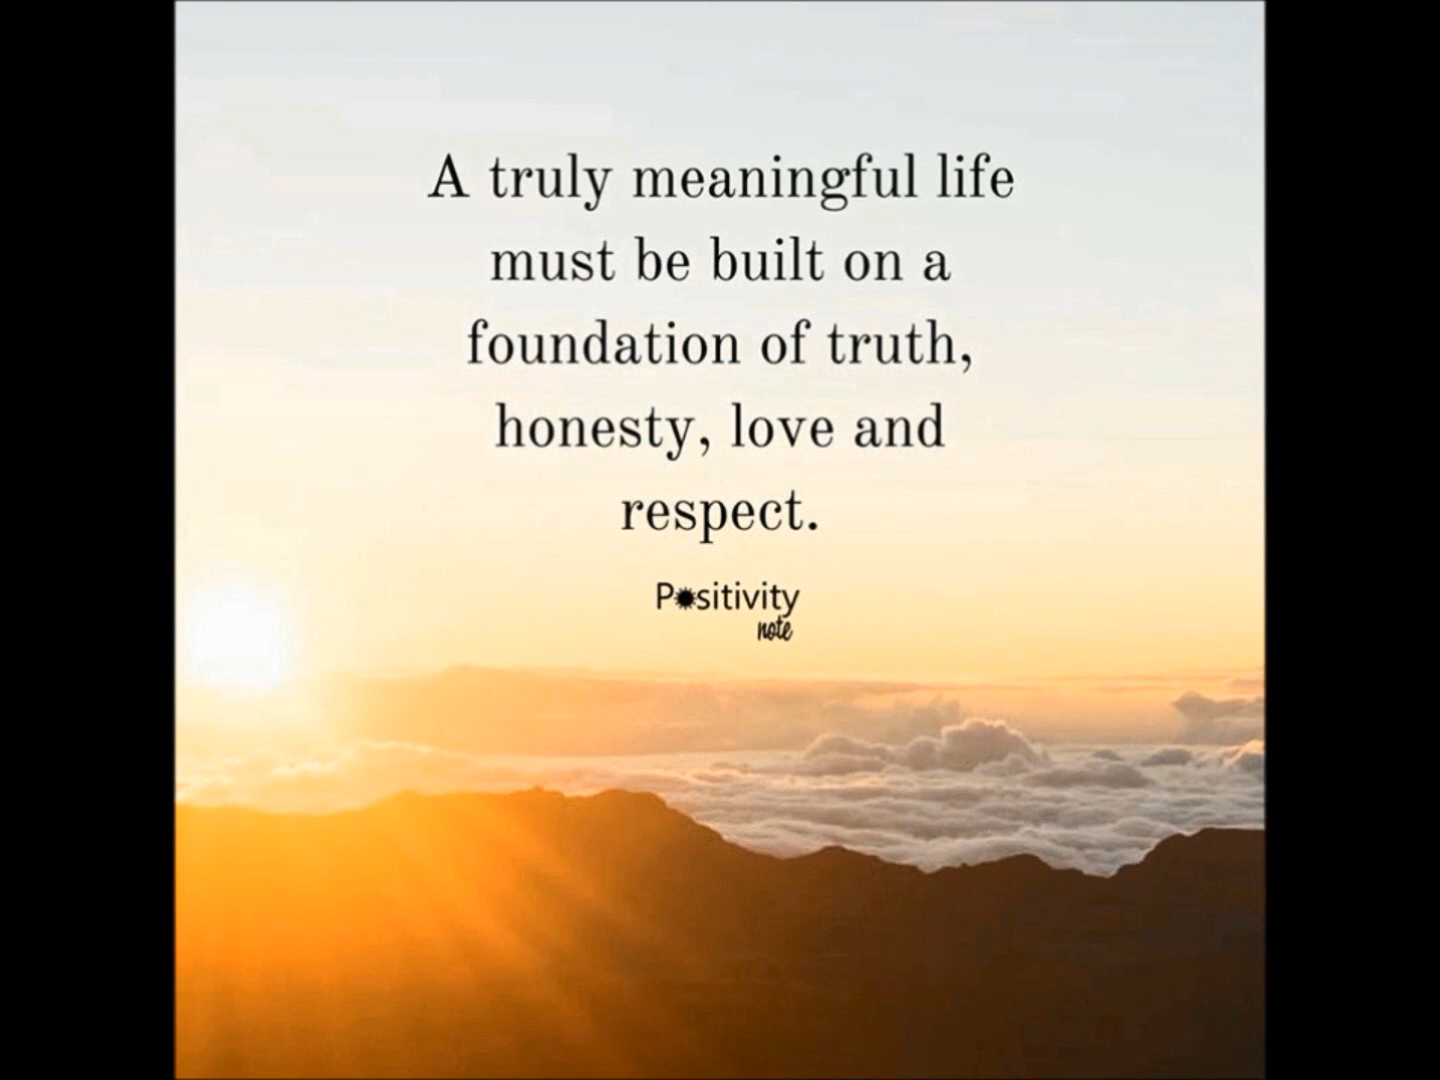 A truly meaningful life
must be built on a
foundation of truth,
honesty, love and
respect.
Positivity
note